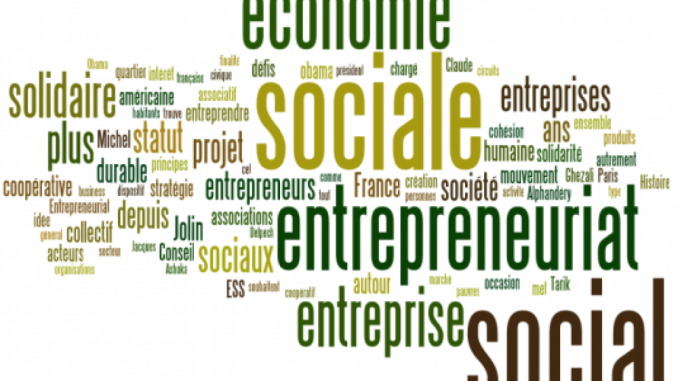 économie
Obama
finalité
quartier
intérêt
française
civique
défis
obama
président
chargé
Claude
circuits
solidaire
américaine
associatif
habitants
trouve
entreprendre
sociale
entreprises
plus
Michel
statut
projet
cohésion
ans
ensemble
produits
humaine
solidarité
autrement
durable
principes
cel
mouvement
Ghezali
Paris
coopérative
business
dispositif
stratégie
entrepreneurs
comme
tout
France
création
personnes
société
activité
Alphandéry
type
Histoire
Entrepreneurial
idée
depuis
Jolin
associations
Delpech
entrepreneuriat
général
collectif
acteurs
secteur
Jacques
Conseil
Ashoka
sociaux
organisations
ESS
souhaitent
coopératif
autour
marché
pauvres
occasion
mel
Tarik
entreprise
social